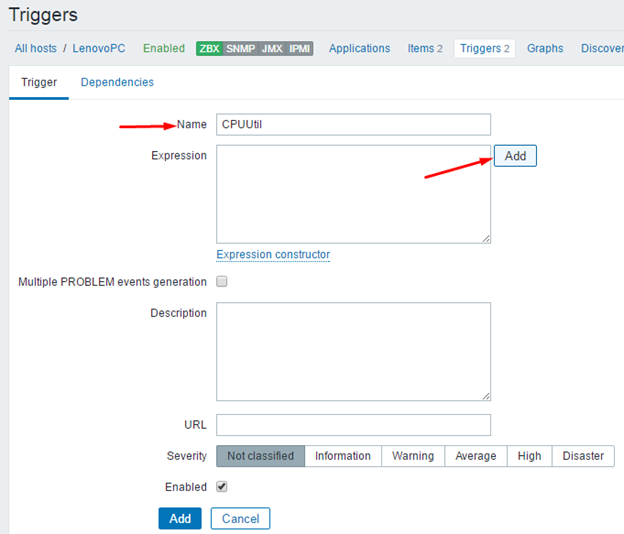 Triggers
All hosts / LenovoPC Enabled ZBX SNMP JMX IPMI Applications Items 2 Triggers 2 Graphs Discover
Trigger Dependencies
Name CPUUtil
Expression Add
Expression constructor
Multiple PROBLEM events generation
Description
URL
Severity Not classified Information Warning Average High Disaster
Enabled
Add Cancel